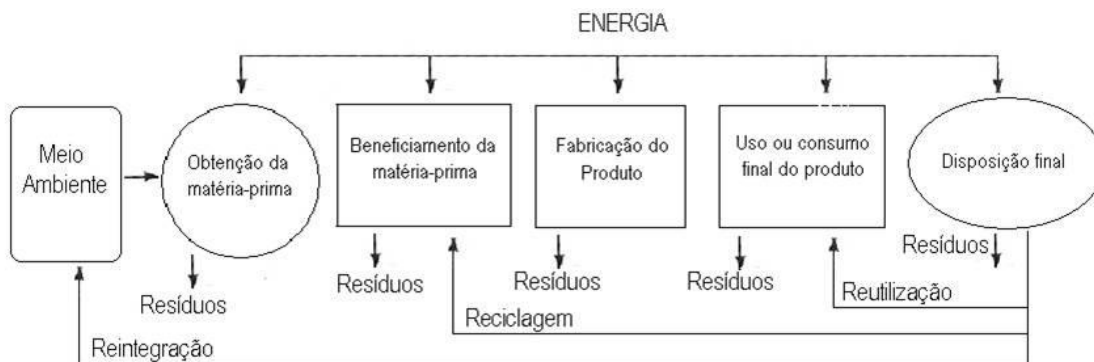 ENERGIA
Meio
Ambiente
Obtenção da
matéria-prima
Beneficiamento da
matéria-prima
Fabricação do
Produto
Uso ou consumo
final do produto
Disposição final
Resíduos
Resíduos
Resíduos
Resíduos
Resíduos
Reutilização
Reciclagem
Reintegração